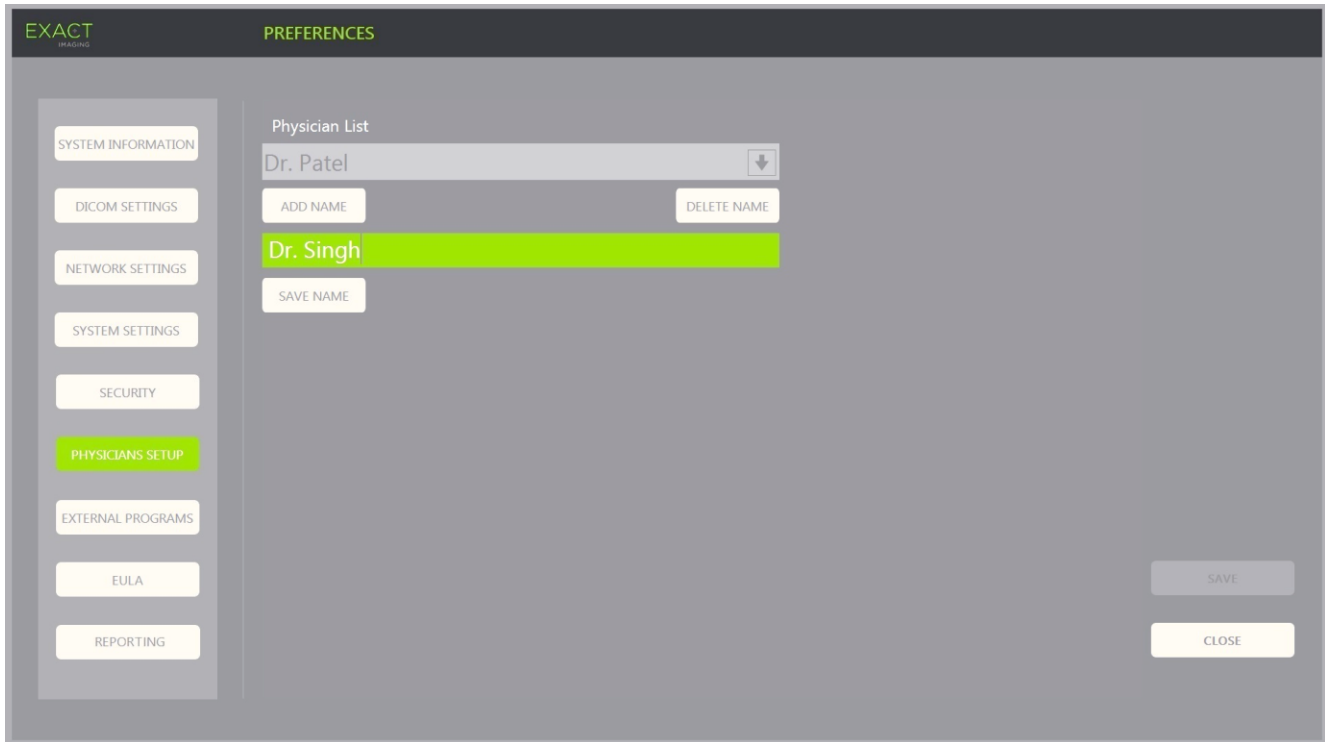 EXACT
IMAGING
PREFERENCES
SYSTEM INFORMATION
DICOM SETTINGS
NETWORK SETTINGS
SYSTEM SETTINGS
SECURITY
PHYSICIANS SETUP
EXTERNAL PROGRAMS
EULA
REPORTING
Physician List
Dr. Patel
ADD NAME
DELETE NAME
Dr. Singh
SAVE NAME
SAVE
CLOSE